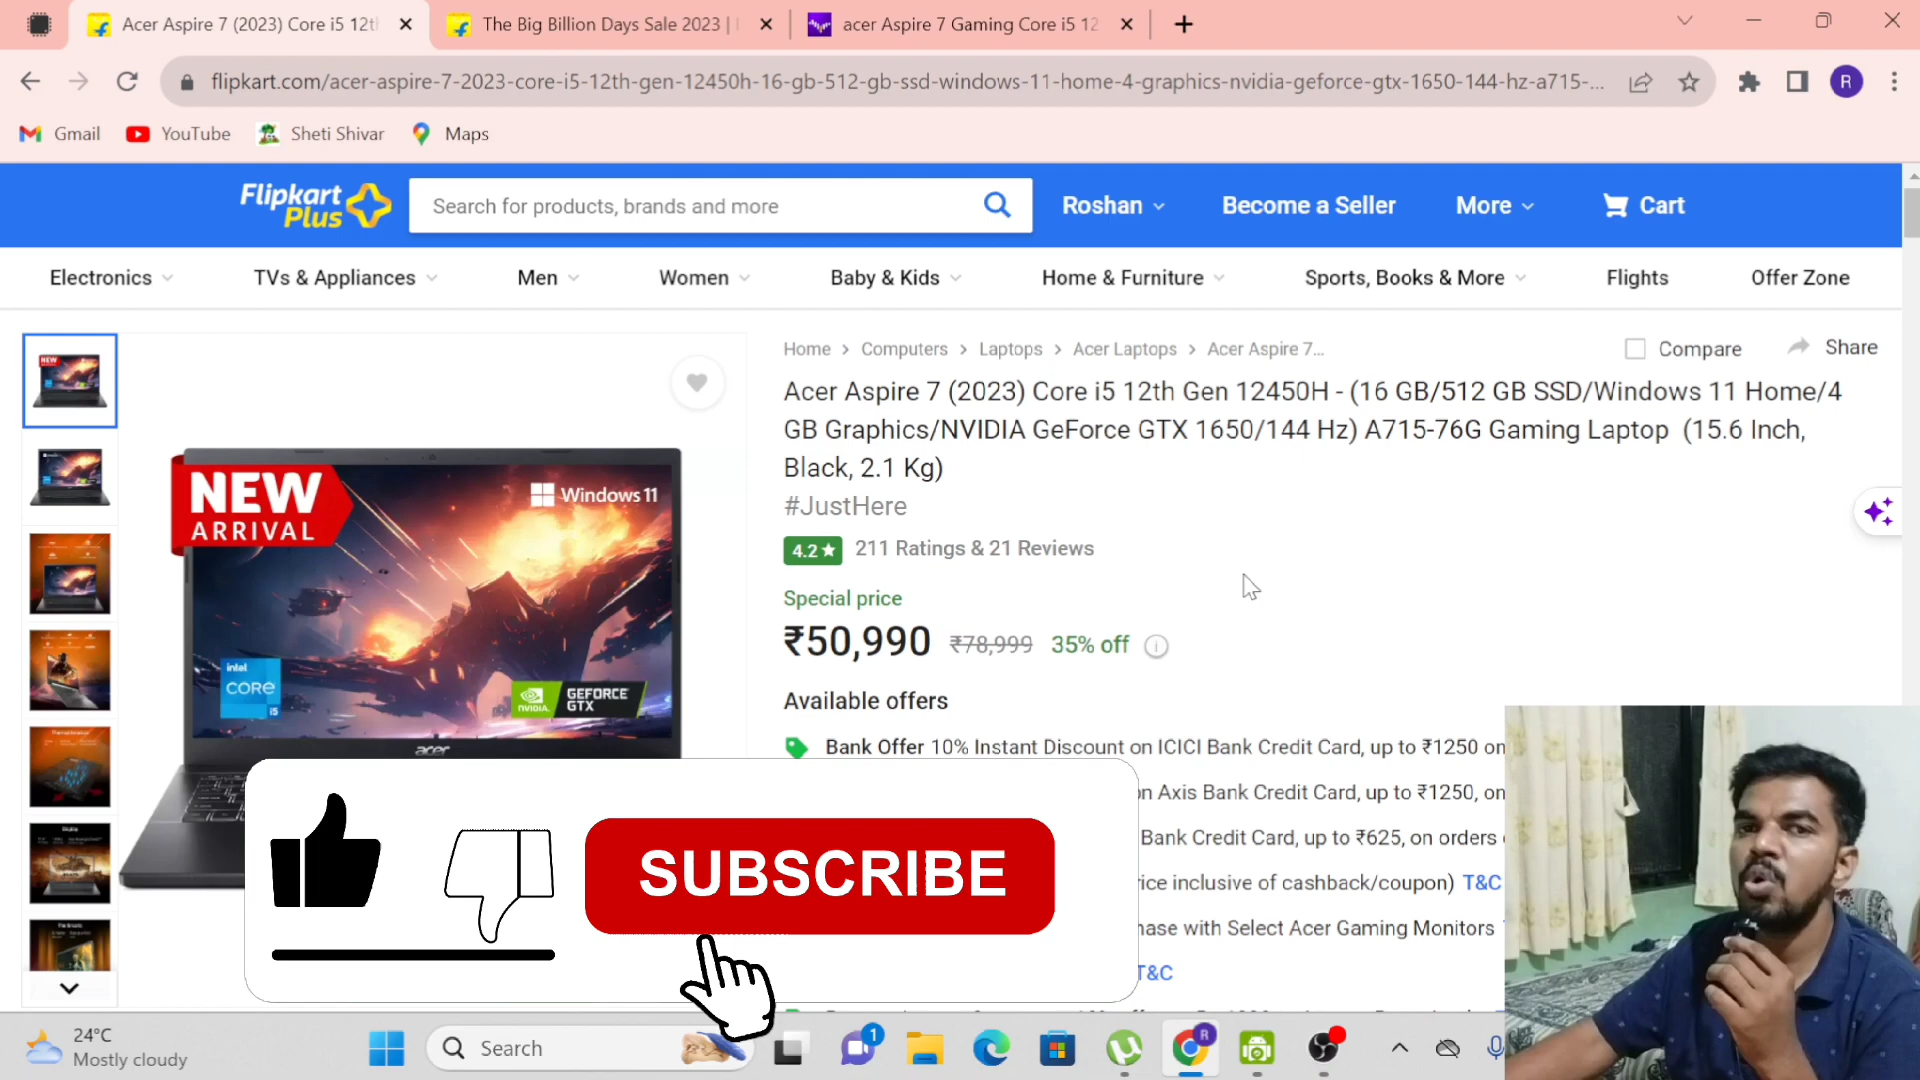 Acer Aspire 7 (2023) Core i5 12th
The Big Billion Days Sale 2023 |
acer Aspire 7 Gaming Core i5 12
flipkart.com/acer-aspire-7-2023-core-i5-12th-gen-12450h-16-gb-512-gb-ssd-windows-11-home-4-graphics-nvidia-geforce-gtx-1650-144-hz-a715-...
R
Gmail
YouTube
Sheti Shivar
Maps
Flipkart
Plus
Search for products, brands and more
Roshan
Become a Seller
More
Cart
Electronics
TVs & Appliances
Men
Women
Baby & Kids
Home & Furniture
Sports, Books & More
Flights
Offer Zone
Home > Computers > Laptops > Acer Laptops > Acer Aspire 7...
Compare
Share
Acer Aspire 7 (2023) Core i5 12th Gen 12450H - (16 GB/512 GB SSD/Windows 11 Home/4
GB Graphics/NVIDIA GeForce GTX 1650/144 Hz) A715-76G Gaming Laptop (15.6 Inch,
Black, 2.1 Kg)
#JustHere
4.2★ 211 Ratings & 21 Reviews
Special price
₹50,990 ₹78,999 35% off
Available offers
Bank Offer 10% Instant Discount on ICICI Bank Credit Card, up to ₹1250 on
n Axis Bank Credit Card, up to ₹1250, on
Bank Credit Card, up to ₹625, on orders
rice inclusive of cashback/coupon) T&C
hase with Select Acer Gaming Monitors
T&C
NEW
ARRIVAL
Windows 11
intel
CORE
i5
NVIDIA
GEFORCE
GTX
acer
SUBSCRIBE
24°C
Mostly cloudy
Search
1
R